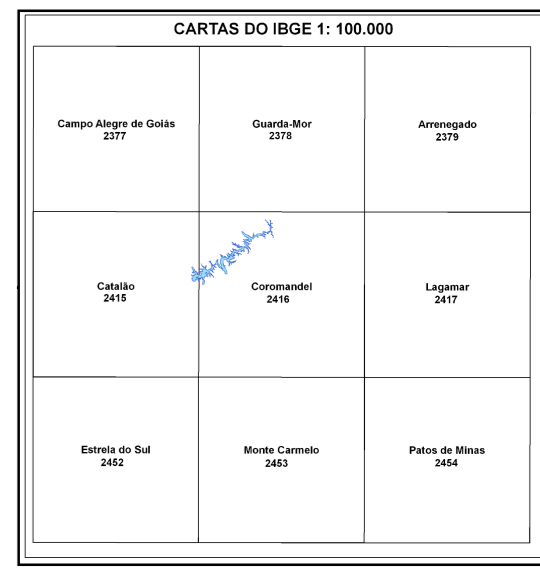 CARTAS DO IBGE 1: 100.000
Campo Alegre de Goiás
2377
Guarda-Mor
2378
Arrenegado
2379
Catalão
2415
Coromandel
2416
Lagamar
2417
Estrela do Sul
2452
Monte Carmelo
2453
Patos de Minas
2454